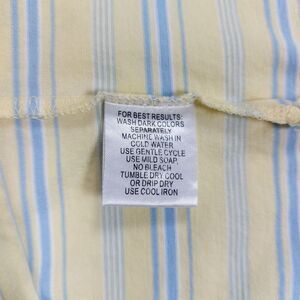 FOR BEST RESULTS:
WASH DARK COLORS
SEPARATELY
MACHINE WASH IN
COLD WATER
USE GENTLE CYCLE
USE MILD SOAP,
NO BLEACH
TUMBLE DRY COOL
OR DRIP DRY
USE COOL IRON